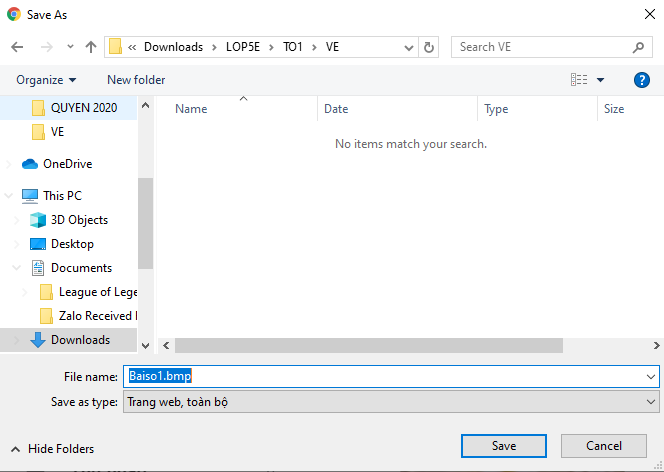 Save As
« Downloads > LOP5E > TO1 > VE
Search VE
Organize
New folder
?
QUYEN 2020
VE
OneDrive
This PC
3D Objects
Desktop
Documents
League of Lege
Zalo Received
Downloads
Name
Date
Type
Size
No items match your search.
File name:
Baiso1.bmp
Save as type:
Trang web, toàn bộ
Hide Folders
Save
Cancel